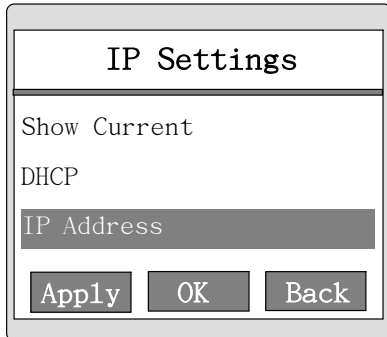 IP Settings
Show Current
DHCP
IP Address
Apply OK Back